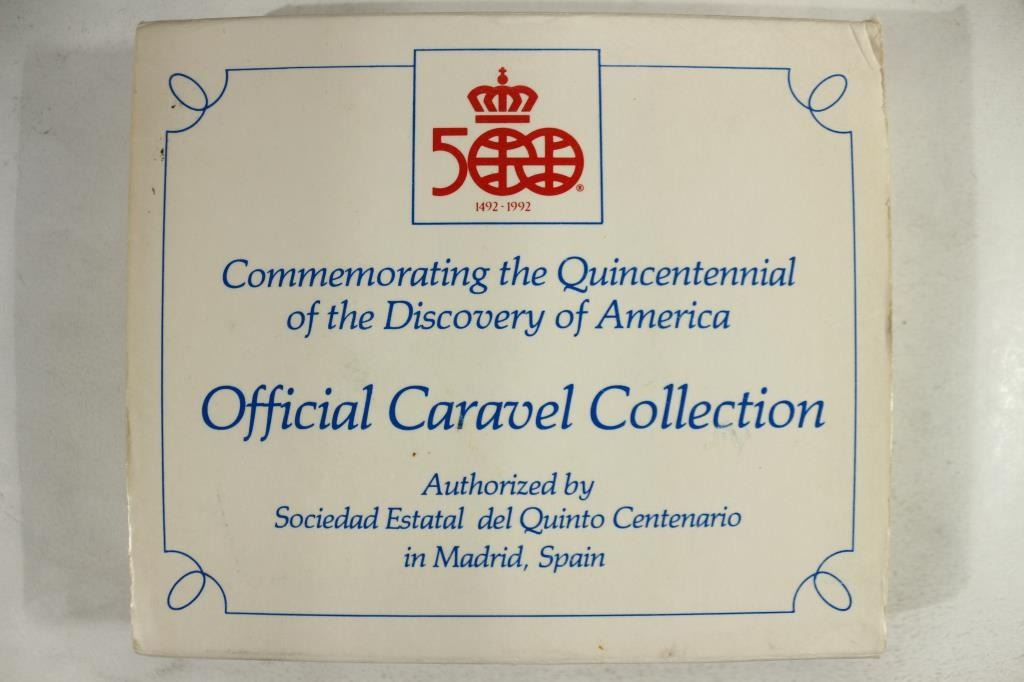 500®
1492-1992
Commemorating the Quincentennial
of the Discovery of America
Official Caravel Collection
Authorized by
Sociedad Estatal del Quinto Centenario
in Madrid, Spain